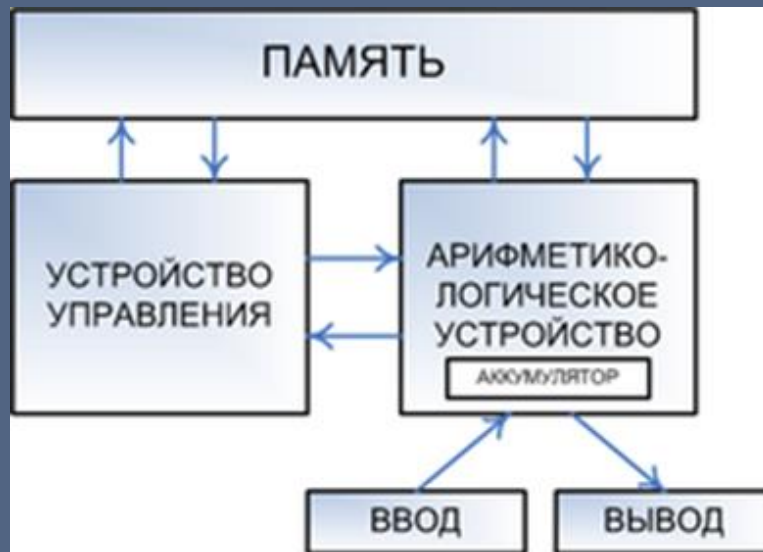 ПАМЯТЬ
УСТРОЙСТВО
УПРАВЛЕНИЯ
АРИФМЕТИКО-
ЛОГИЧЕСКОЕ
УСТРОЙСТВО
АККУМУЛЯТОР
ВВОД
ВЫВОД